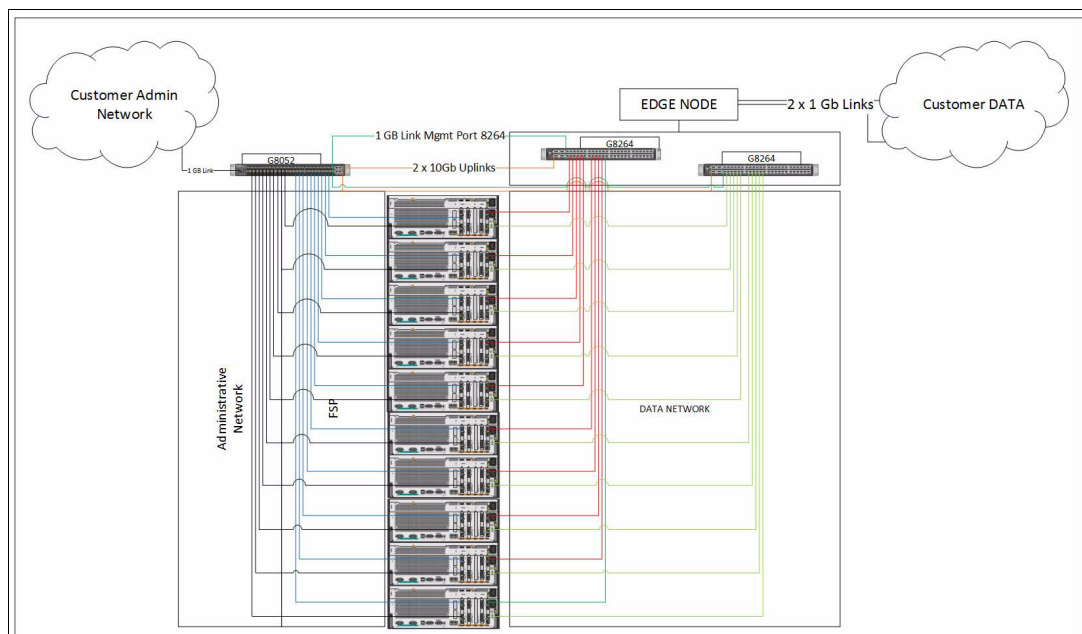 Customer Admin
Network
EDGE NODE
2 x 1 Gb Links
Customer DATA
1 GB Link Mgmt Port 8264
G8264
G8052
G8264
1 GB Link
2 x 10Gb Uplinks
Administrative
Network
FSP
DATA NETWORK